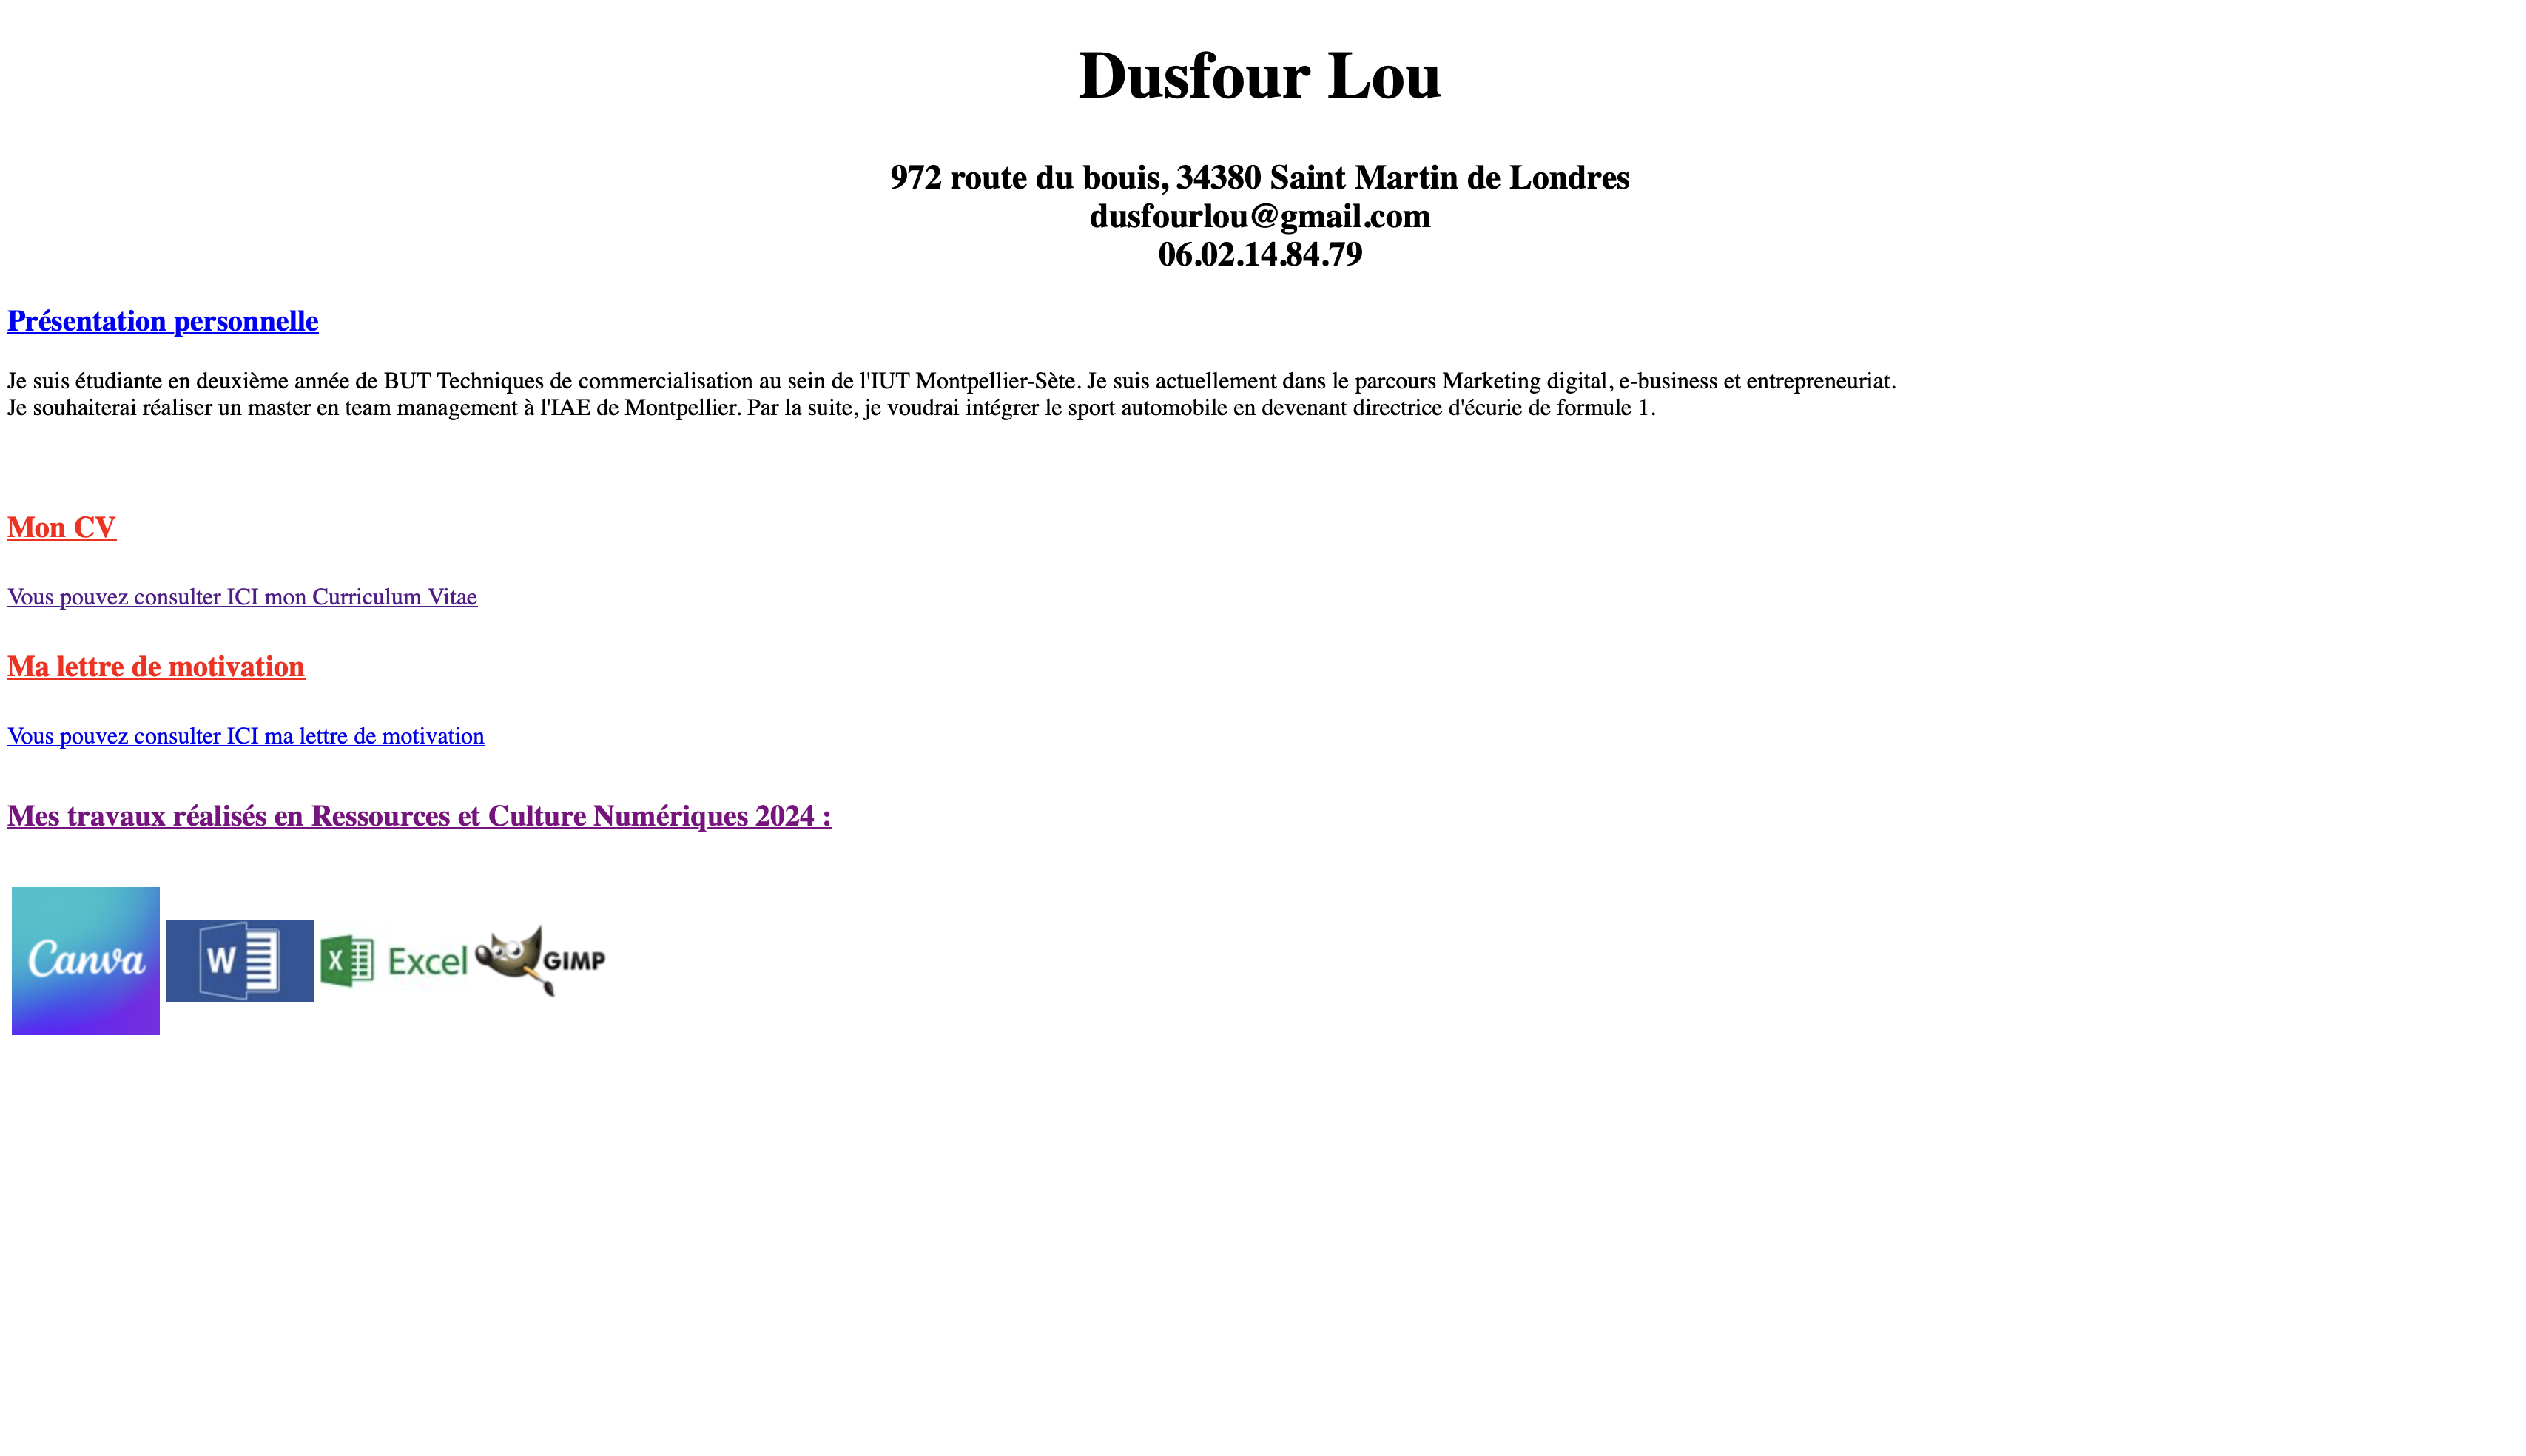 Dusfour Lou
972 route du bouis, 34380 Saint Martin de Londres
dusfourlou@gmail.com
06.02.14.84.79
Présentation personnelle
Je suis étudiante en deuxième année de BUT Techniques de commercialisation au sein de l'IUT Montpellier-Sète. Je suis actuellement dans le parcours Marketing digital, e-business et entrepreneuriat.
Je souhaiterai réaliser un master en team management à l'IAE de Montpellier. Par la suite, je voudrai intégrer le sport automobile en devenant directrice d'écurie de formule 1.
Mon CV
Vous pouvez consulter ICI mon Curriculum Vitae
Ma lettre de motivation
Vous pouvez consulter ICI ma lettre de motivation
Mes travaux réalisés en Ressources et Culture Numériques 2024 :
Canva W X Excel GIMP